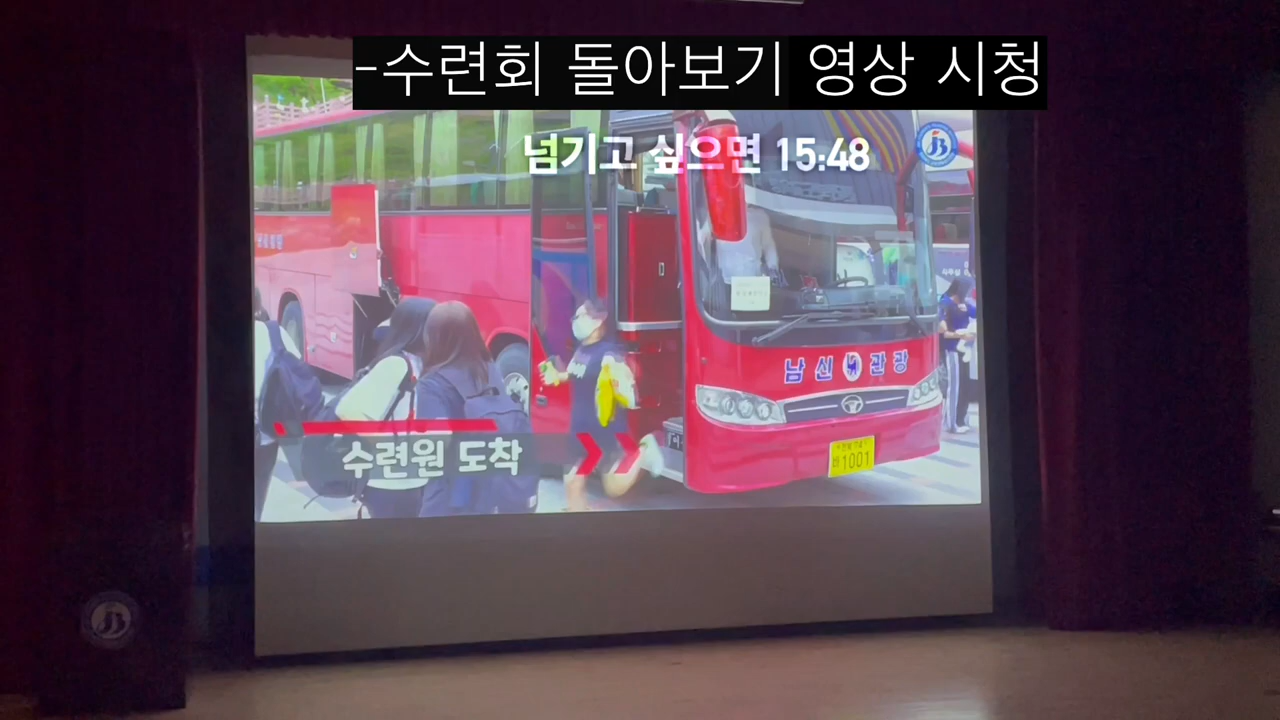 -수련회 돌아보기 영상 시청
넘기고 싶으면 15:48
남신관광
1001
수련원 도착